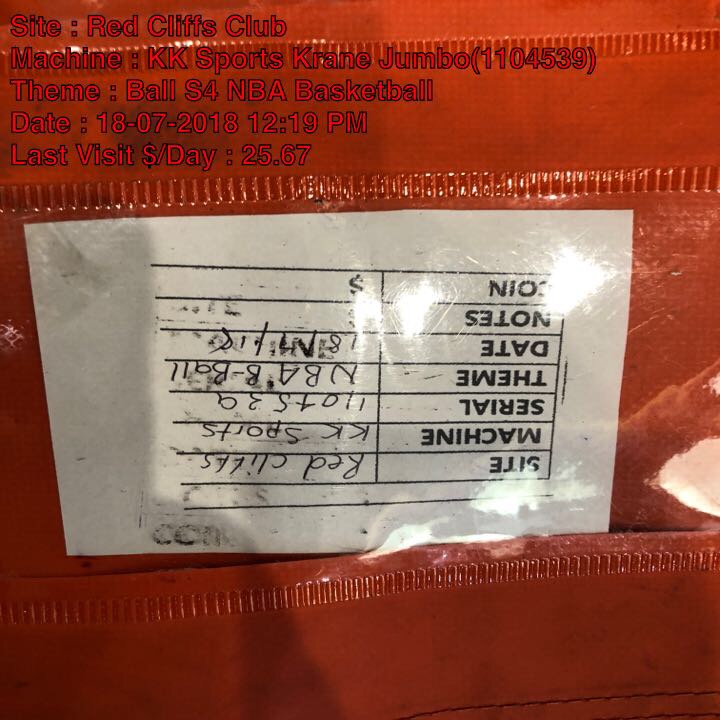 Site : Red Cliffs Club
Machine : KK Sports Krane Jumbo(1104539)
Theme : Ball S4 NBA Basketball
Date : 18-07-2018 12:19 PM
Last Visit $/Day : 25.67
SITE Red cliffs
MACHINE KK Sports
SERIAL 1104539
THEME NBA B-Ball
DATE 18/7/18
NOTES
COIN $